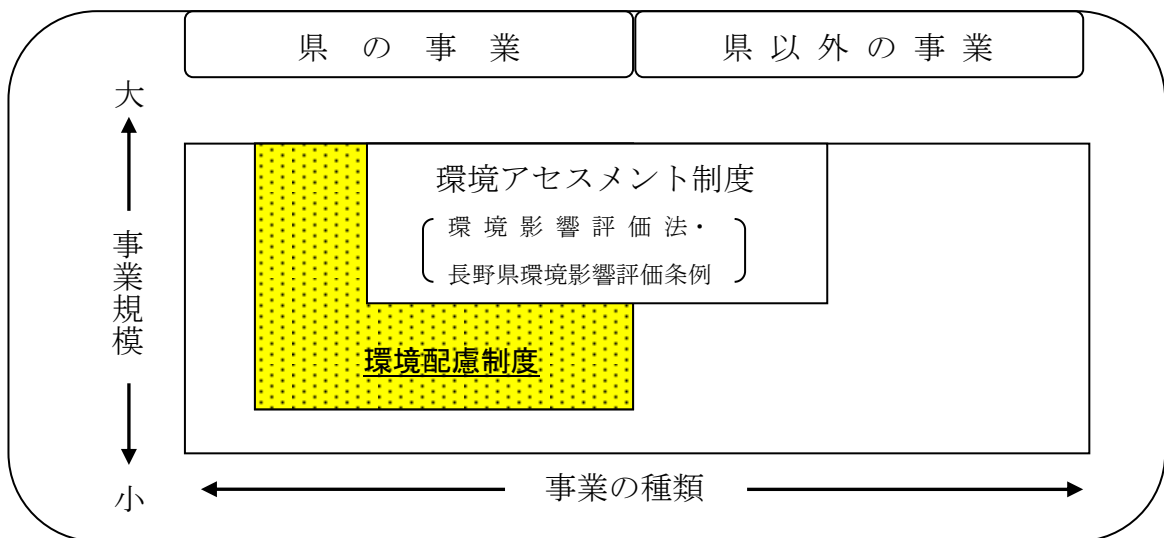 県の事業
県以外の事業
大
事業規模
小
環境アセスメント制度
環境影響評価法・
長野県環境影響評価条例
環境配慮制度
事業の種類